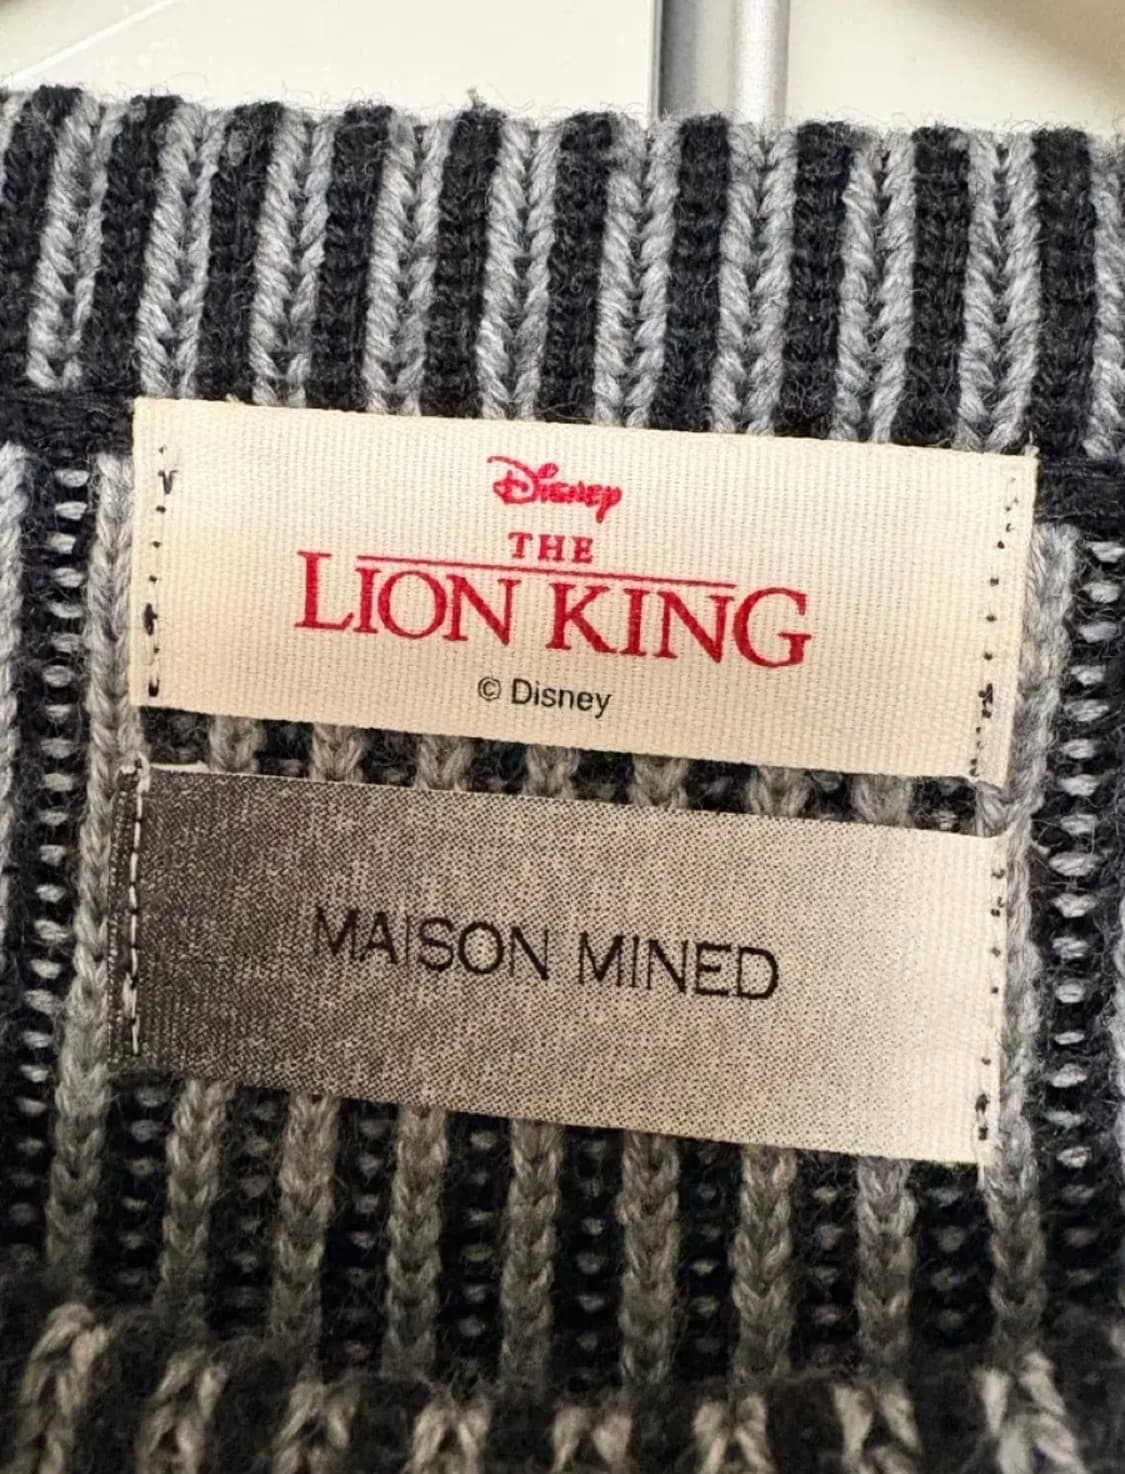 Disney
THE
LION KING
© Disney
MAISON MINED